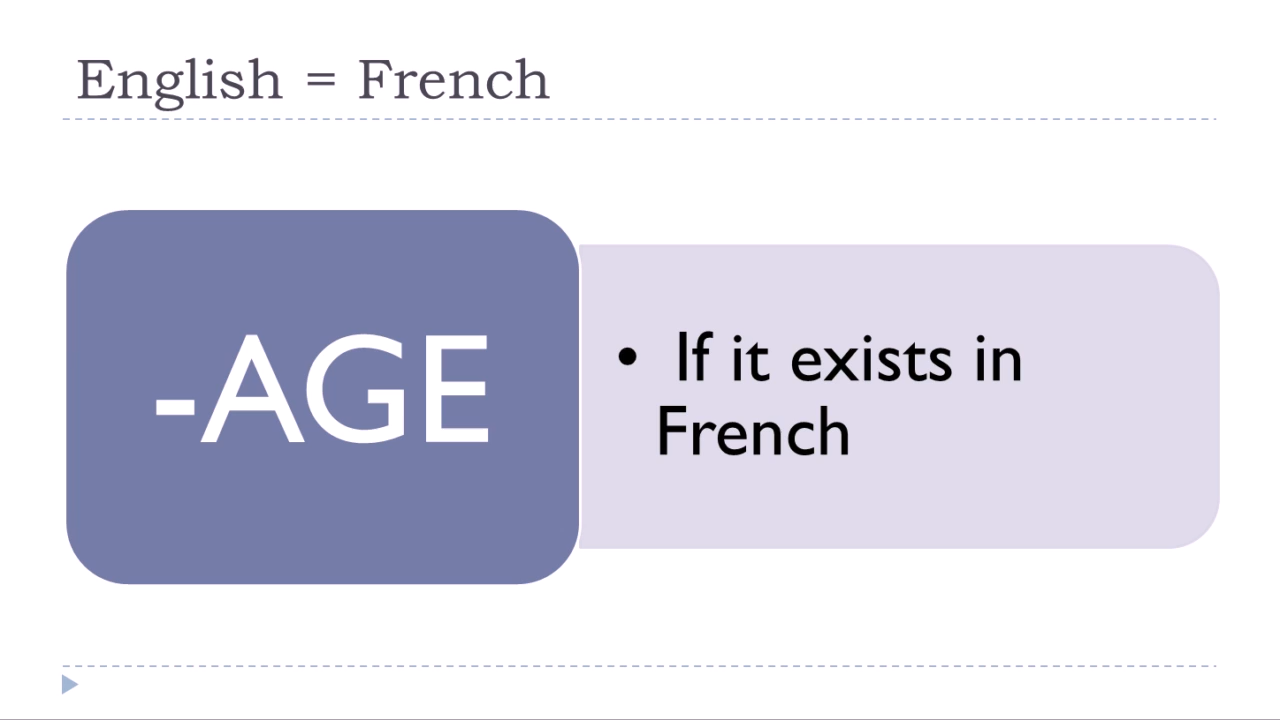 English = French
-AGE
• If it exists in
French